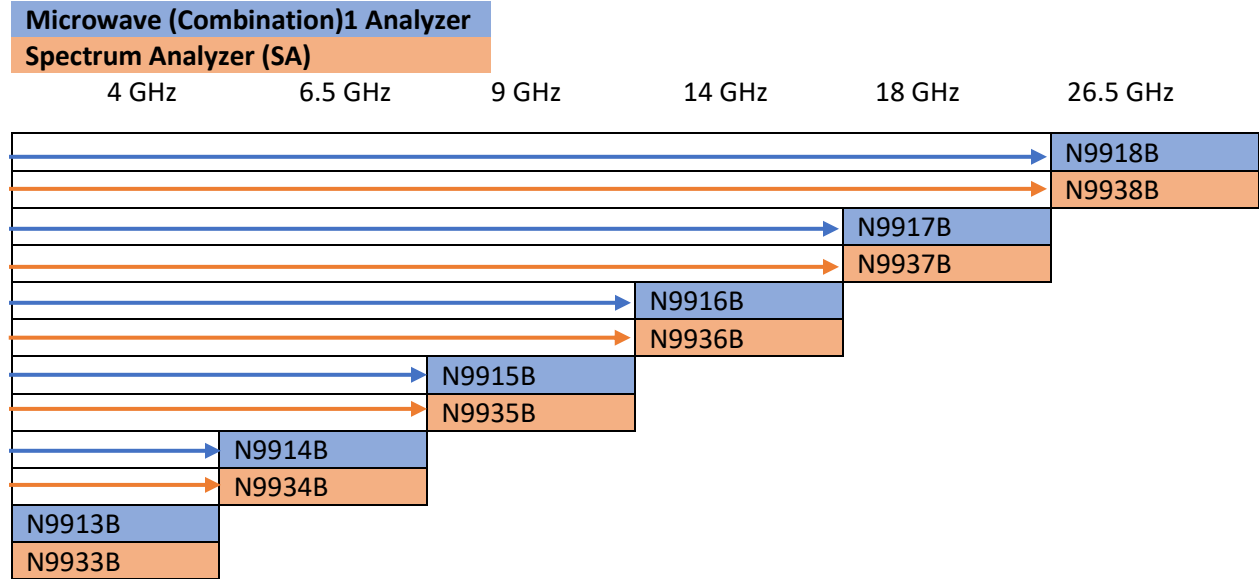 Microwave (Combination)1 Analyzer
Spectrum Analyzer (SA)
4 GHz 6.5 GHz 9 GHz 14 GHz 18 GHz 26.5 GHz
N9918B
N9938B
N9917B
N9937B
N9916B
N9936B
N9915B
N9935B
N9914B
N9934B
N9913B
N9933B